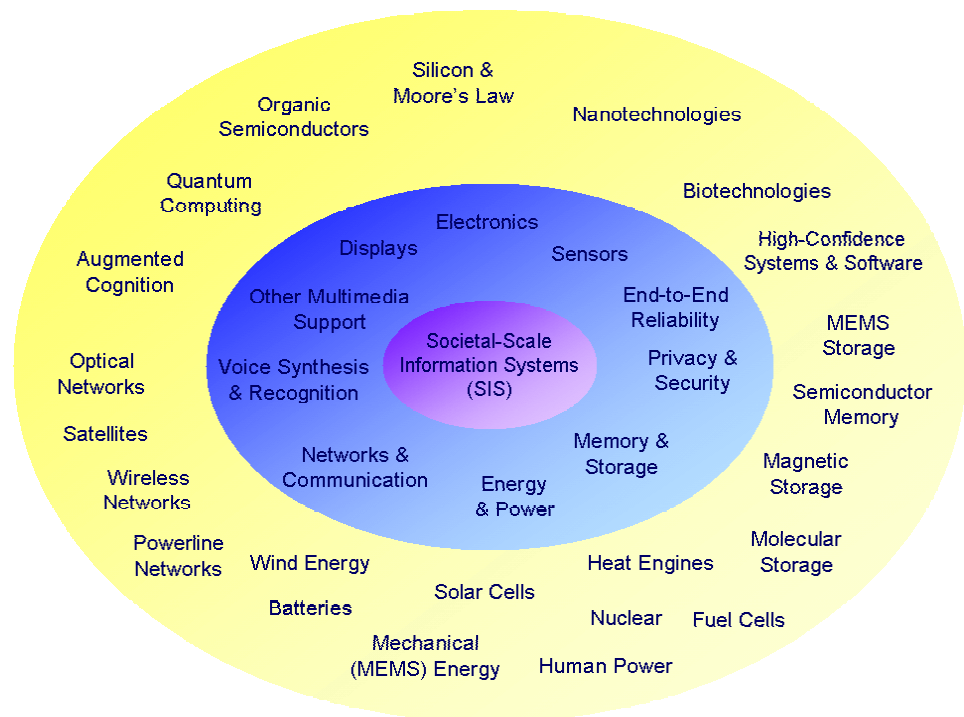 Silicon &
Moore's Law
Organic
Semiconductors
Nanotechnologies
Quantum
Computing
Biotechnologies
Electronics
Displays
Sensors
High-Confidence
Systems & Software
Augmented
Cognition
Other Multimedia
Support
End-to-End
Reliability
MEMS
Storage
Societal-Scale
Information Systems
(SIS)
Optical
Networks
Voice Synthesis
& Recognition
Privacy &
Security
Semiconductor
Memory
Satellites
Networks &
Communication
Memory &
Storage
Magnetic
Storage
Wireless
Networks
Energy
& Power
Powerline
Networks
Wind Energy
Heat Engines
Molecular
Storage
Batteries
Solar Cells
Nuclear
Fuel Cells
Mechanical
(MEMS) Energy
Human Power